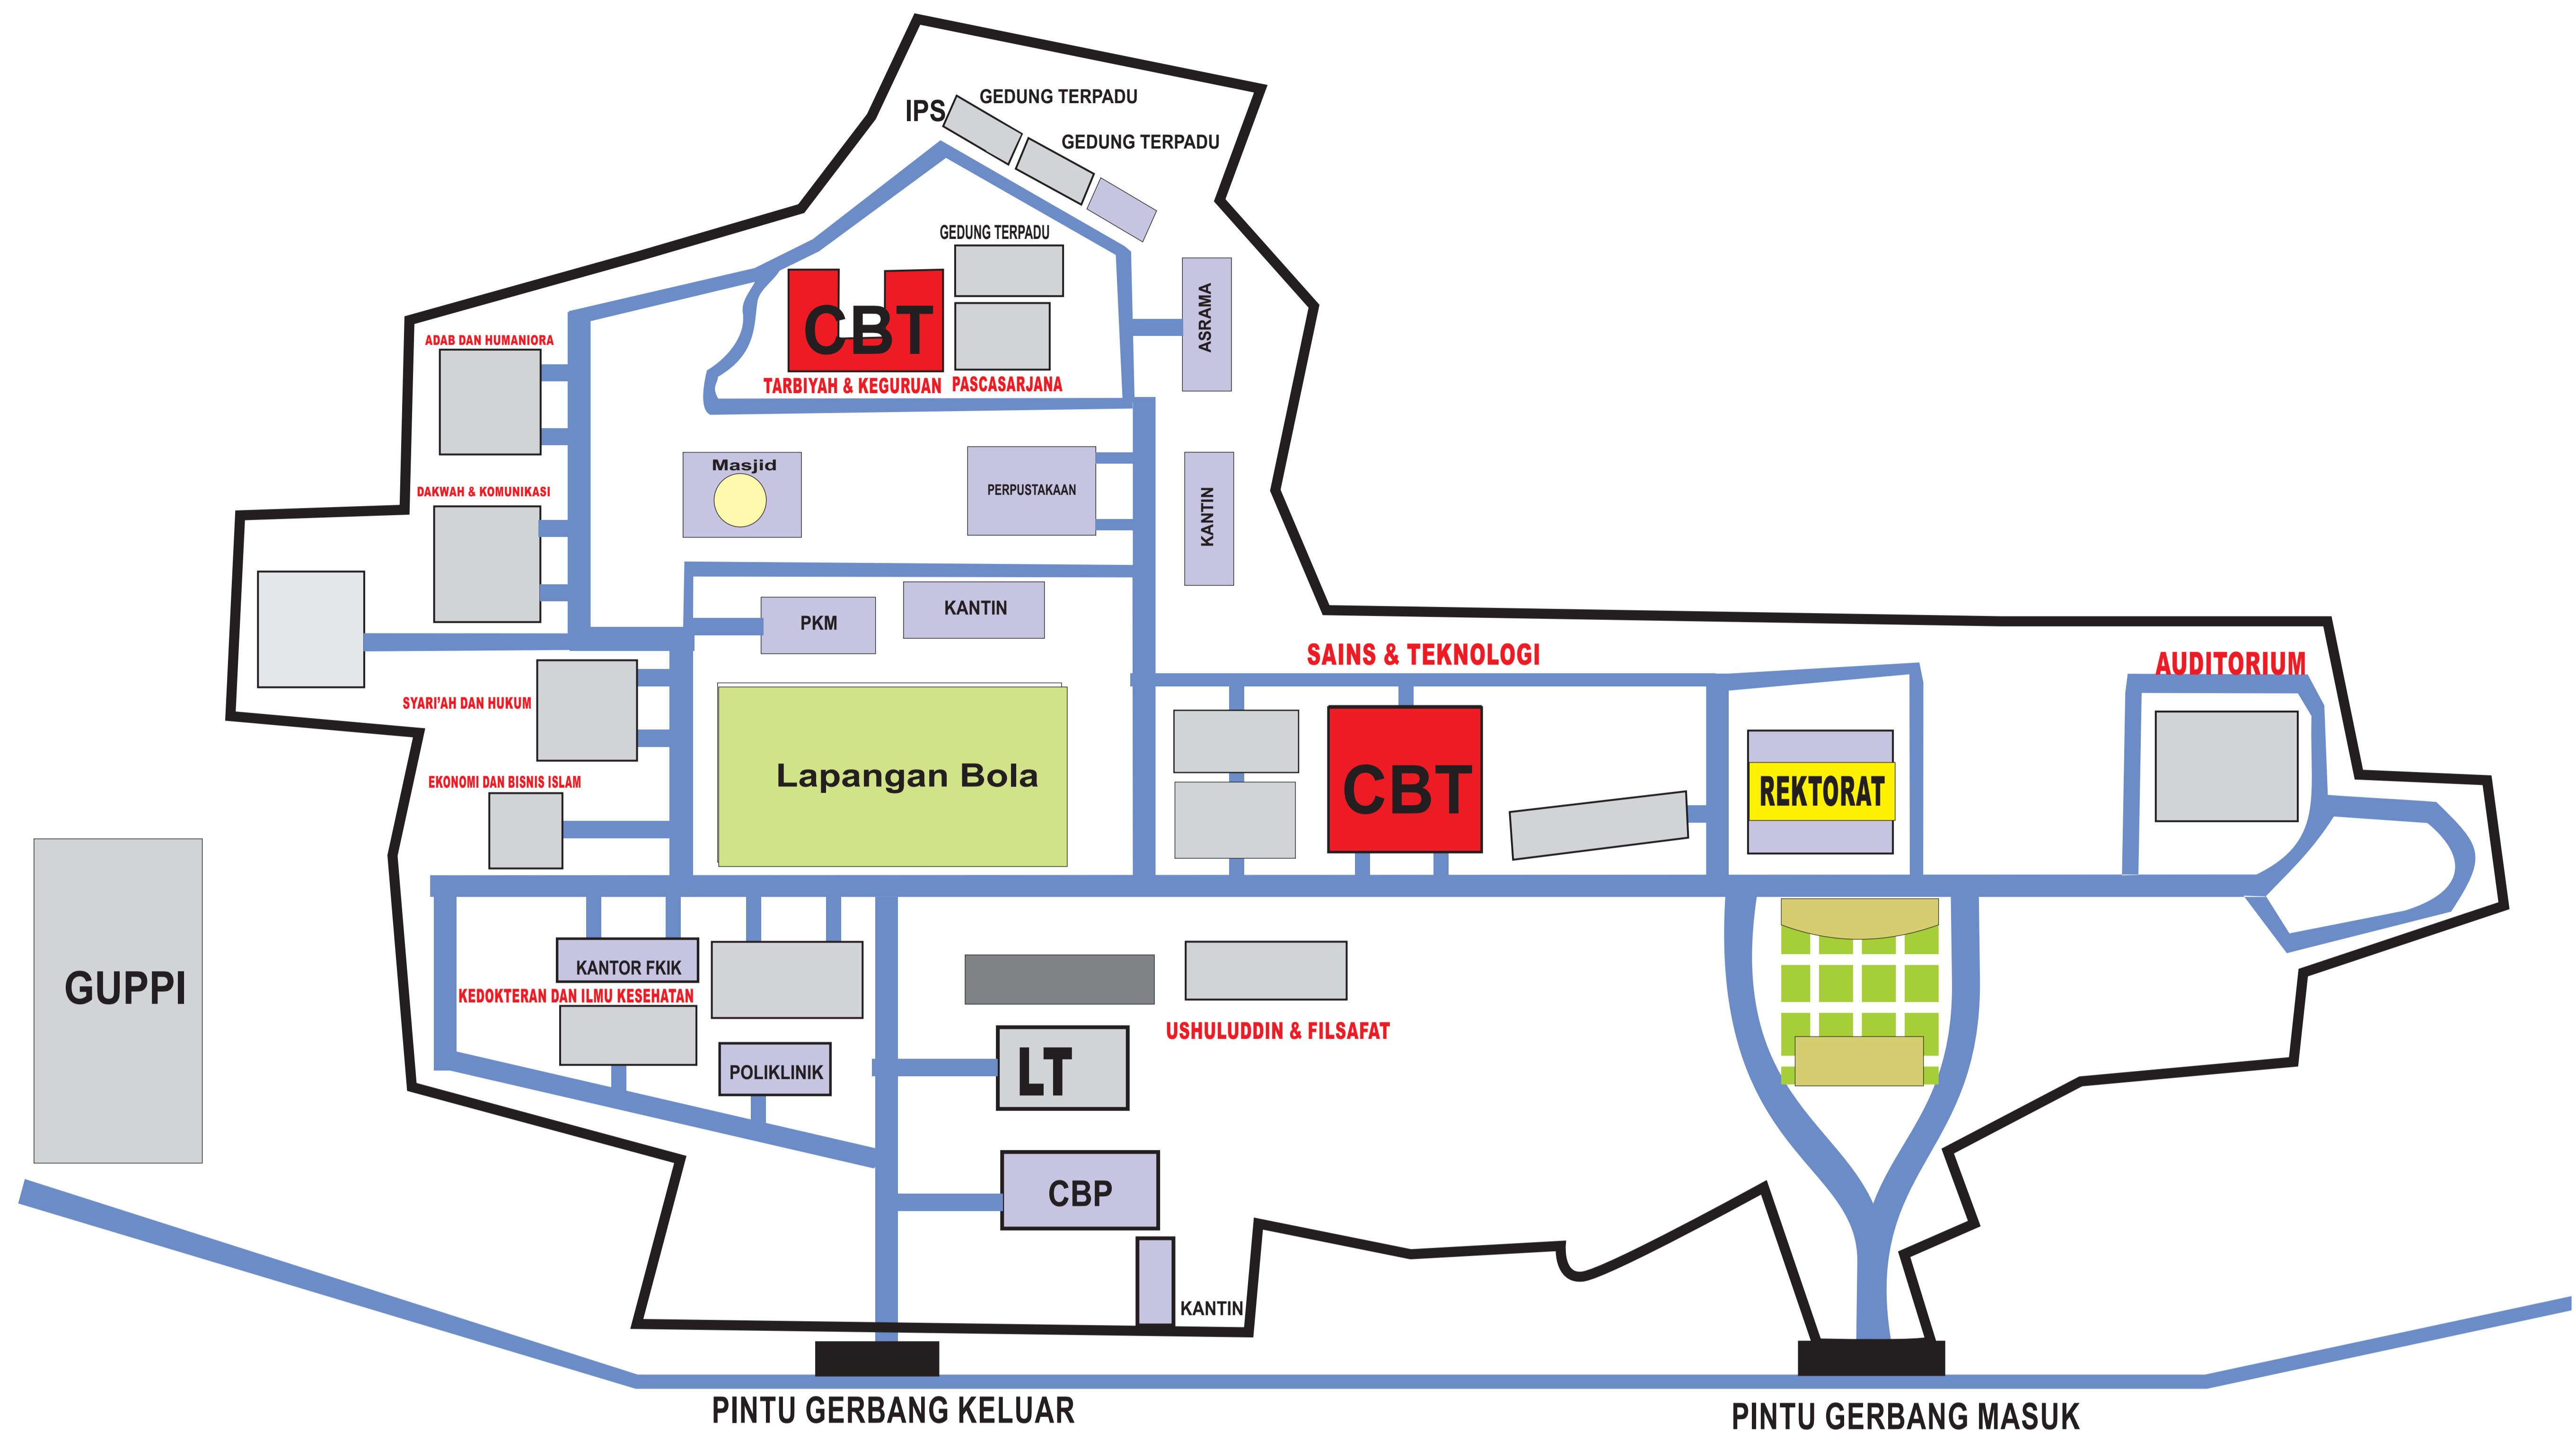 IPS
GEDUNG TERPADU
GEDUNG TERPADU
GEDUNG TERPADU
CBT
TARBIYAH & KEGURUAN
PASCASARJANA
ASRAMA
ADAB DAN HUMANIORA
Masjid
PERPUSTAKAAN
KANTIN
DAKWAH & KOMUNIKASI
PKM
KANTIN
SAINS & TEKNOLOGI
AUDITORIUM
SYARI'AH DAN HUKUM
Lapangan Bola
CBT
REKTORAT
EKONOMI DAN BISNIS ISLAM
GUPPI
KANTOR FKIK
KEDOKTERAN DAN ILMU KESEHATAN
USHULUDDIN & FILSAFAT
POLIKLINIK
LT
CBP
KANTIN
PINTU GERBANG KELUAR
PINTU GERBANG MASUK